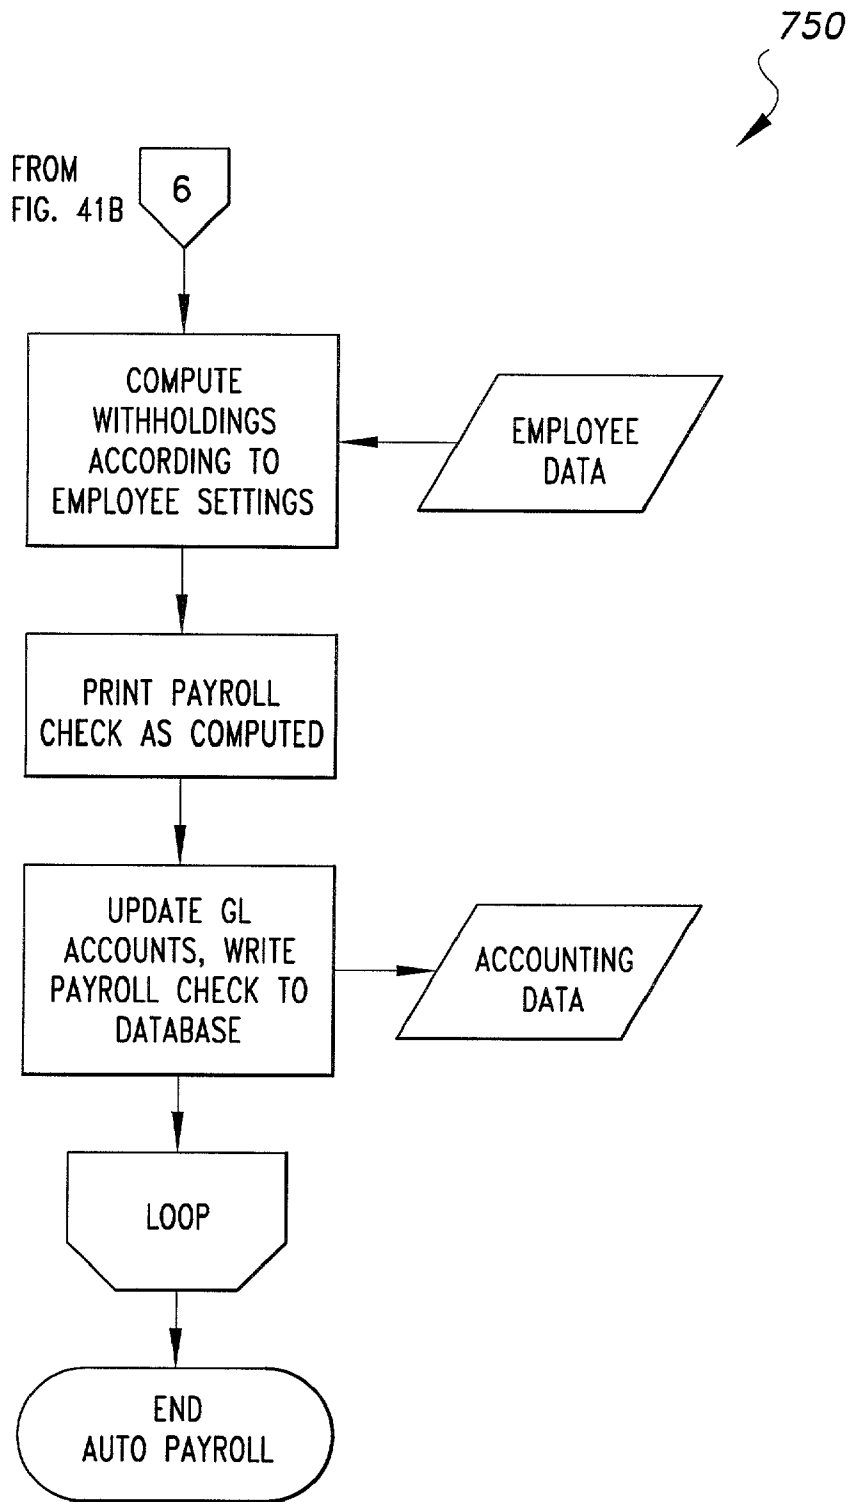 750
FROM
FIG. 41B
6
COMPUTE
WITHHOLDINGS
ACCORDING TO
EMPLOYEE SETTINGS
EMPLOYEE
DATA
PRINT PAYROLL
CHECK AS COMPUTED
UPDATE GL
ACCOUNTS, WRITE
PAYROLL CHECK TO
DATABASE
ACCOUNTING
DATA
LOOP
END
AUTO PAYROLL